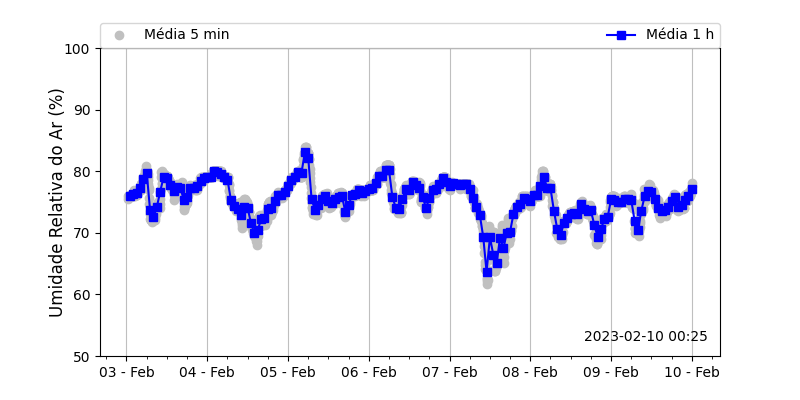 Média 5 min
Média 1 h
Umidade Relativa do Ar (%)
100
90
80
70
60
50
2023-02-10 00:25
03 - Feb
04 - Feb
05 - Feb
06 - Feb
07 - Feb
08 - Feb
09 - Feb
10 - Feb